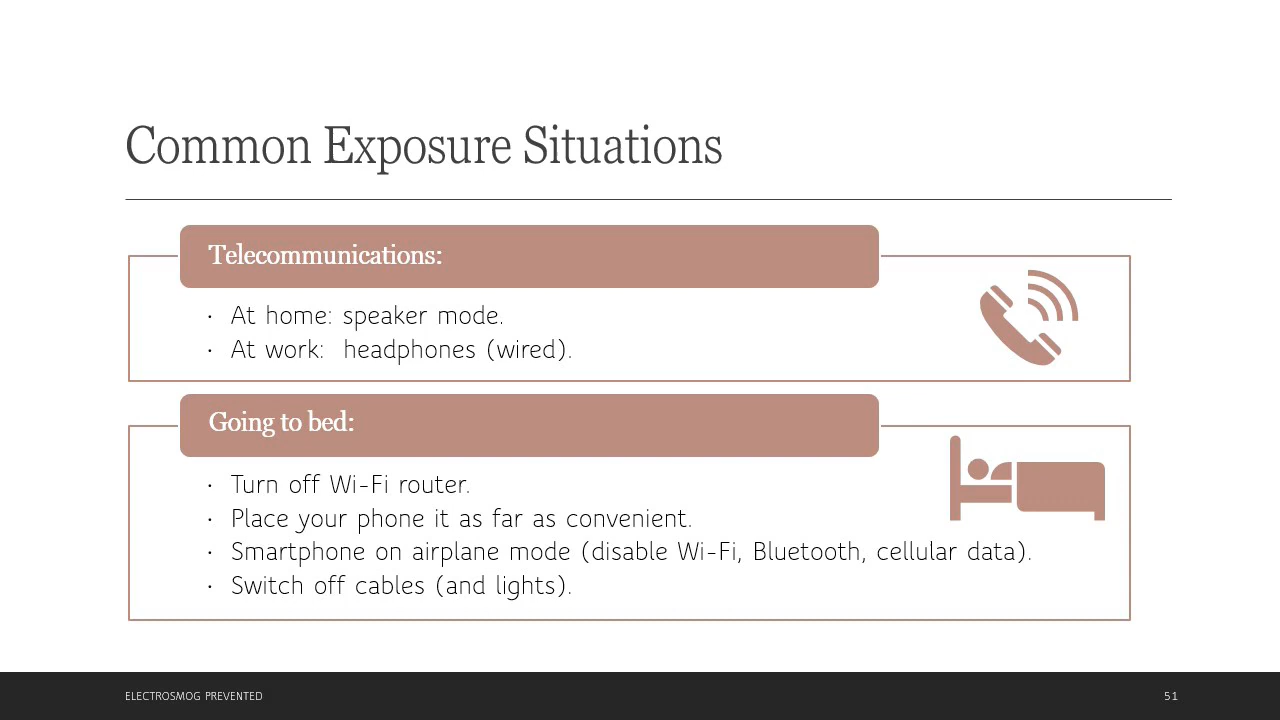 Common Exposure Situations
Telecommunications:
· At home: speaker mode.
· At work:  headphones (wired).
Going to bed:
· Turn off Wi-Fi router.
· Place your phone it as far as convenient.
· Smartphone on airplane mode (disable Wi-Fi, Bluetooth, cellular data).
· Switch off cables (and lights).
ELECTROSMOG PREVENTED
51